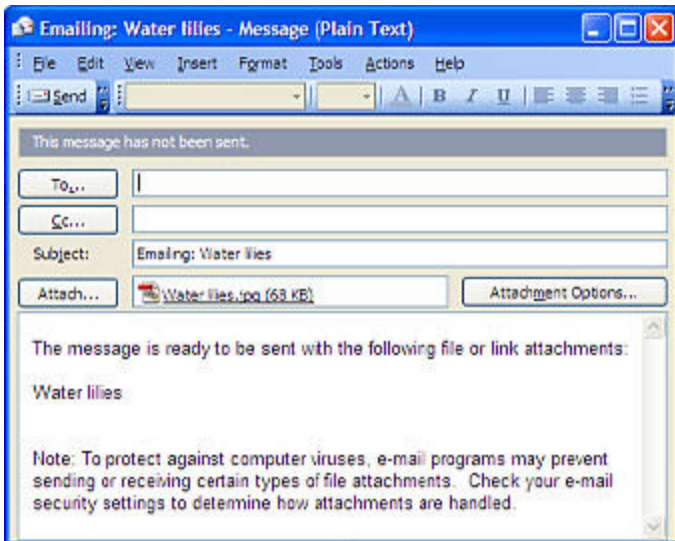 Emailing: Water lilies - Message (Plain Text)
File Edit View Insert Format Tools Actions Help
Send A B I U
This message has not been sent.
To...
Cc...
Subject: Emailing: Water lilies
Attach... Water lilies.jpg (68 KB) Attachment Options...
The message is ready to be sent with the following file or link attachments:
Water lilies
Note: To protect against computer viruses, e-mail programs may prevent
sending or receiving certain types of file attachments. Check your e-mail
security settings to determine how attachments are handled.